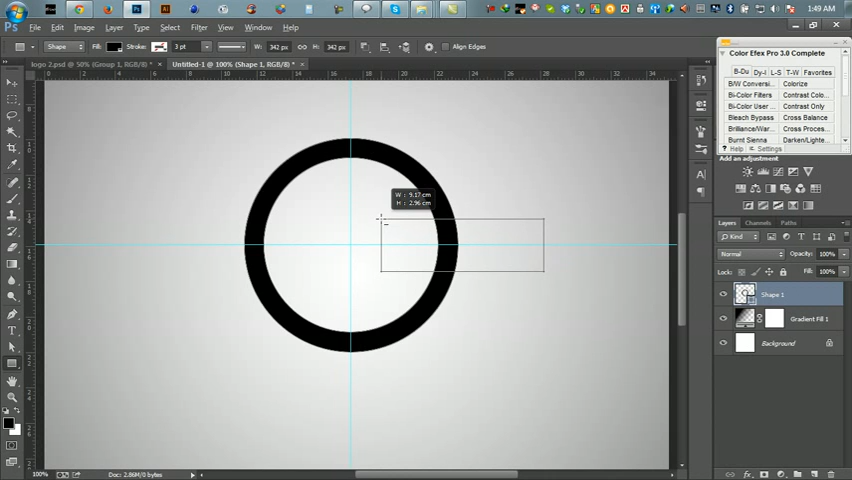 1:49 AM
Ps File Edit Image Layer Type Select Filter View Window Help
Shape Fill: Stroke: 3 pt W: 342 px H: 342 px Align Edges
logo 2.psd @ 50% (Group 1, RGB/8) * × Untitled-1 @ 100% (Shape 1, RGB/8) * ×
W : 9.17 cm
H : 2.96 cm
Color Efex Pro 3.0 Complete
B-Du Dy-I L-S T-W Favorites
B/W Conversi... Colorize
Bi-Color Filters Contrast Colo...
Bi-Color User ... Contrast Only
Bleach Bypass Cross Balance
Brilliance/War... Cross Proces...
Burnt Sienna Darken/Lighte...
Help Settings
Add an adjustment
Layers Channels Paths
Kind
Normal Opacity: 100%
Lock: Fill: 100%
Shape 1
Gradient Fill 1
Background
100% Doc: 2.86M/0 bytes